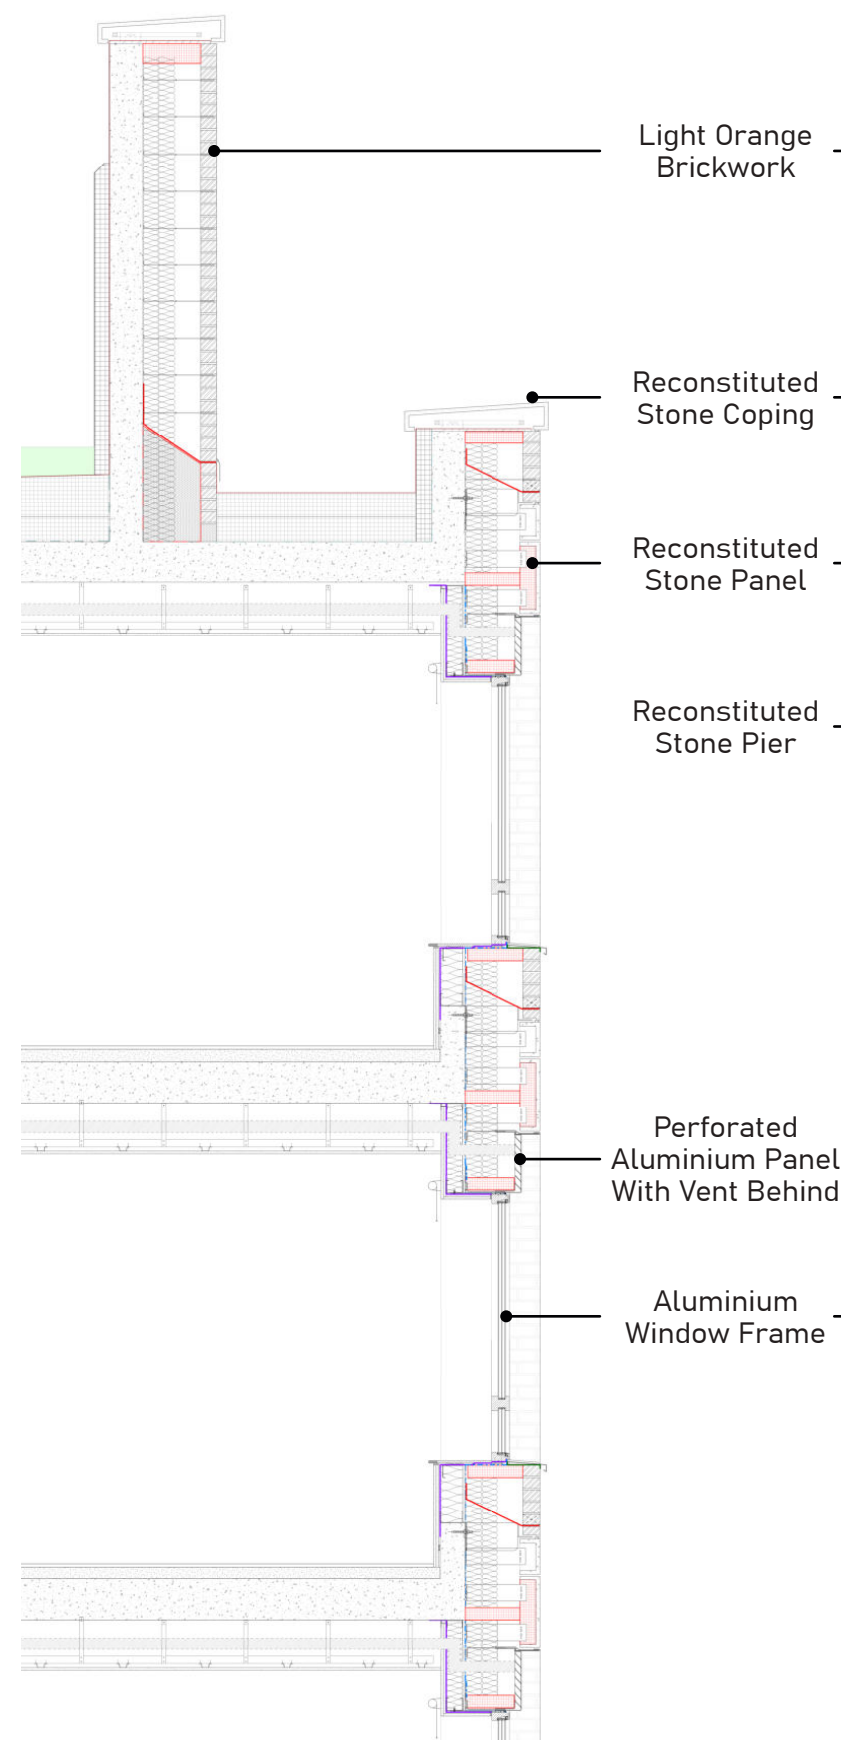 Light Orange
Brickwork
Reconstituted
Stone Coping
Reconstituted
Stone Panel
Reconstituted
Stone Pier
Perforated
Aluminium Panel
With Vent Behind
Aluminium
Window Frame